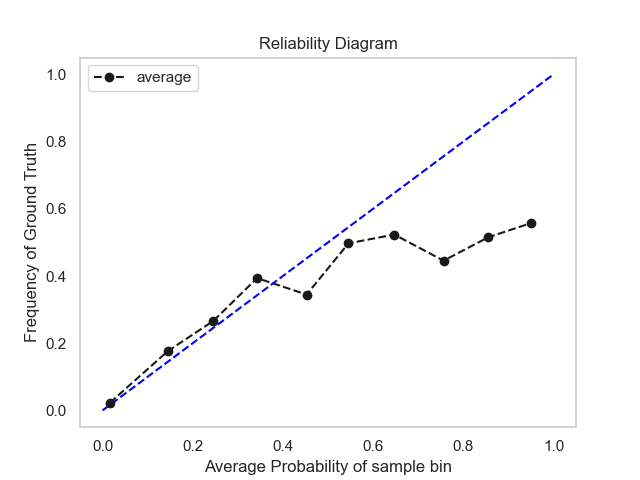 Reliability Diagram
average
Frequency of Ground Truth
1.0
0.8
0.6
0.4
0.2
0.0
0.0 0.2 0.4 0.6 0.8 1.0
Average Probability of sample bin